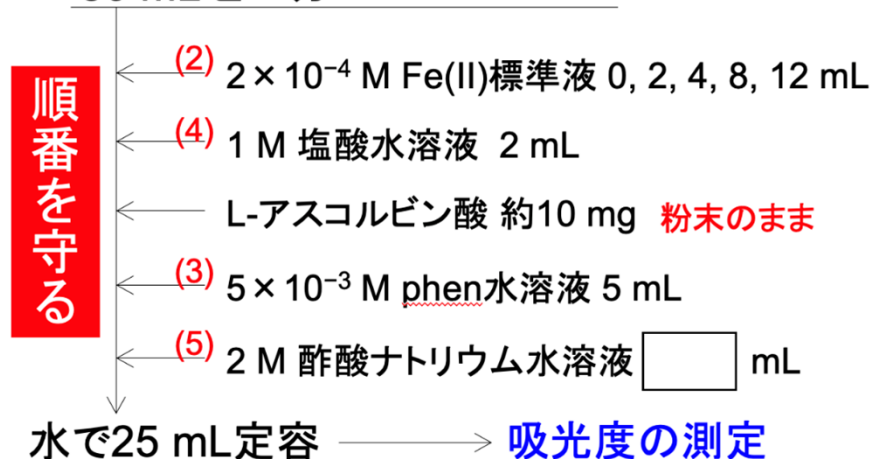 順番を守る
(2) 2×10⁻⁴ M Fe(II)標準液 0, 2, 4, 8, 12 mL
(4) 1 M 塩酸水溶液 2 mL
L-アスコルビン酸 約10 mg 粉末のまま
(3) 5×10⁻³ M phen水溶液 5 mL
(5) 2 M 酢酸ナトリウム水溶液 mL
水で25 mL定容 吸光度の測定